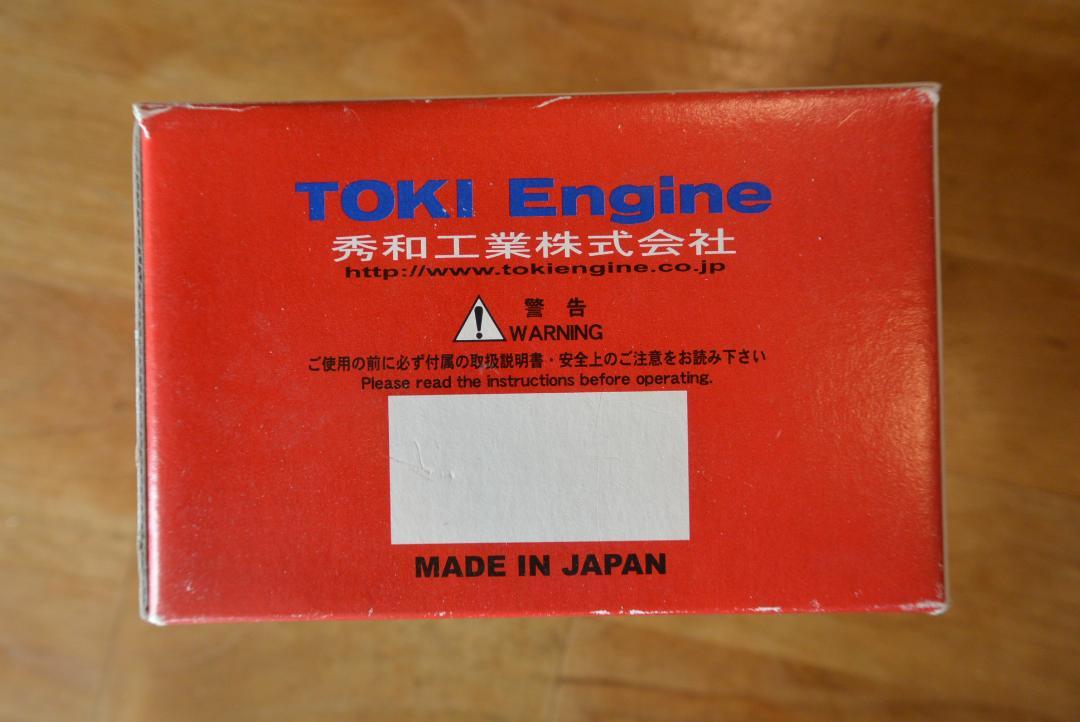 TOKI Engine
秀和工業株式会社
http://www.tokiengine.co.jp
警 告
WARNING
ご使用の前に必ず付属の取扱説明書・安全上のご注意をお読み下さい
Please read the instructions before operating.
MADE IN JAPAN